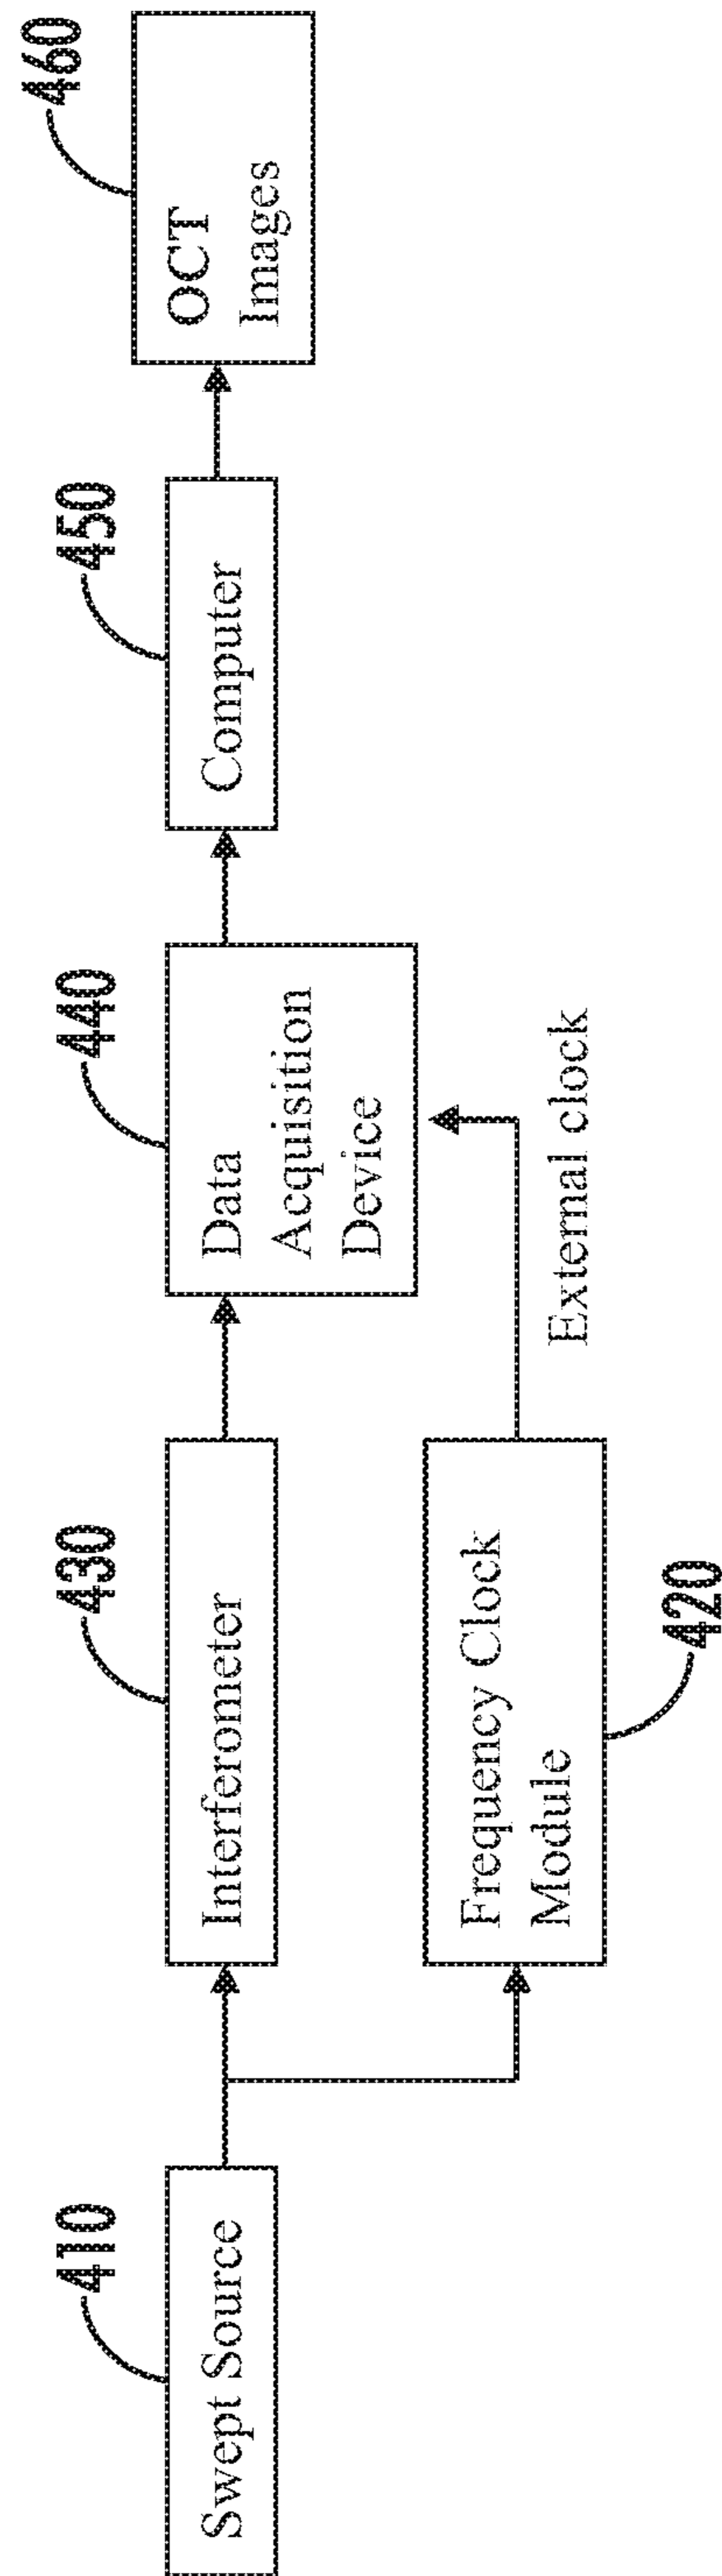 410
Swept Source
430
Interferometer
420
Frequency Clock
Module
External clock
440
Data
Acquisition
Device
450
Computer
460
OCT
Images